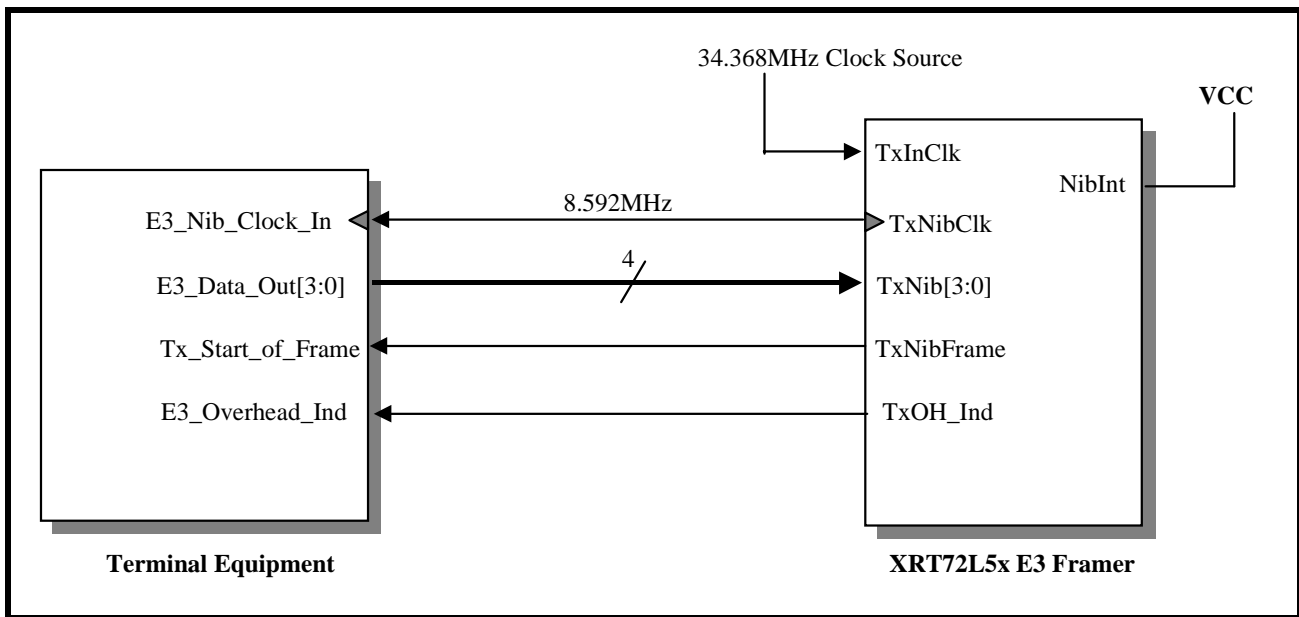 34.368MHz Clock Source
VCC
TxInClk
NibInt
E3_Nib_Clock_In
8.592MHz
TxNibClk
E3_Data_Out[3:0]
4
TxNib[3:0]
Tx_Start_of_Frame
TxNibFrame
E3_Overhead_Ind
TxOH_Ind
Terminal Equipment
XRT72L5x E3 Framer